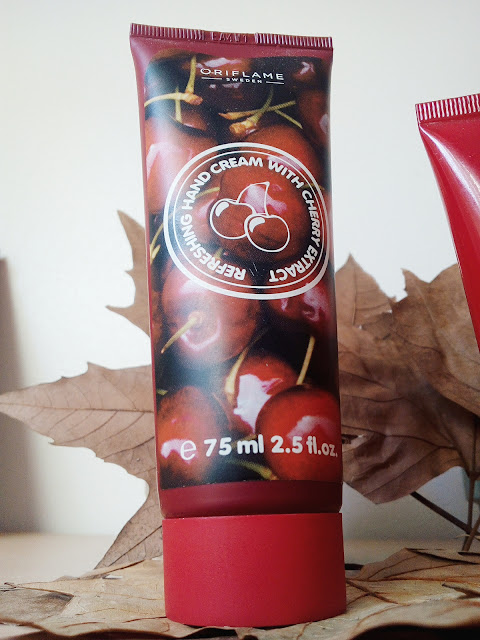 ORIFLAME
SWEDEN
REFRESHING HAND CREAM WITH CHERRY EXTRACT
e 75 ml 2.5 fl.oz.